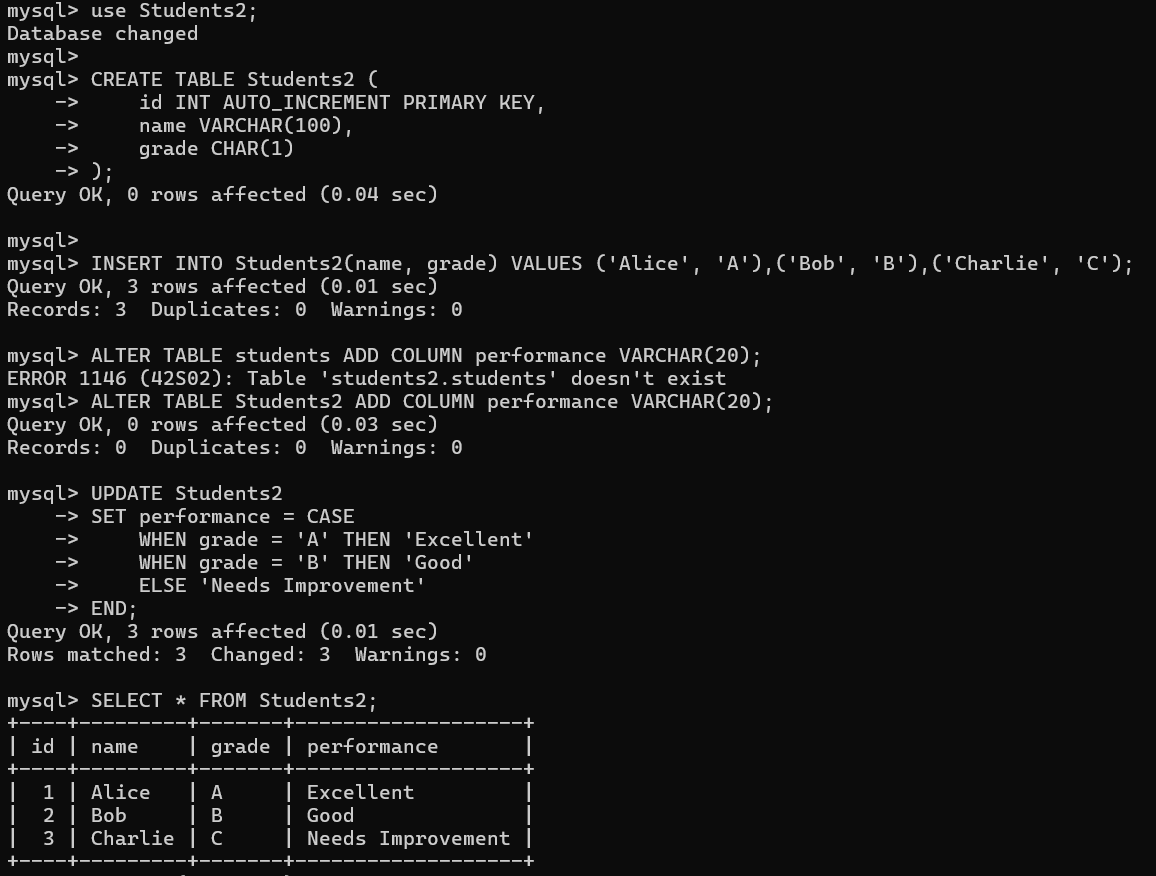 mysql> use Students2;
Database changed
mysql>
mysql> CREATE TABLE Students2 (
    ->     id INT AUTO_INCREMENT PRIMARY KEY,
    ->     name VARCHAR(100),
    ->     grade CHAR(1)
    -> );
Query OK, 0 rows affected (0.04 sec)

mysql>
mysql> INSERT INTO Students2(name, grade) VALUES ('Alice', 'A'),('Bob', 'B'),('Charlie', 'C');
Query OK, 3 rows affected (0.01 sec)
Records: 3  Duplicates: 0  Warnings: 0

mysql> ALTER TABLE students ADD COLUMN performance VARCHAR(20);
ERROR 1146 (42S02): Table 'students2.students' doesn't exist
mysql> ALTER TABLE Students2 ADD COLUMN performance VARCHAR(20);
Query OK, 0 rows affected (0.03 sec)
Records: 0  Duplicates: 0  Warnings: 0

mysql> UPDATE Students2
    -> SET performance = CASE
    ->     WHEN grade = 'A' THEN 'Excellent'
    ->     WHEN grade = 'B' THEN 'Good'
    ->     ELSE 'Needs Improvement'
    -> END;
Query OK, 3 rows affected (0.01 sec)
Rows matched: 3  Changed: 3  Warnings: 0

mysql> SELECT * FROM Students2;
+----+---------+-------+-------------------+
| id | name    | grade | performance       |
+----+---------+-------+-------------------+
|  1 | Alice   | A     | Excellent         |
|  2 | Bob     | B     | Good              |
|  3 | Charlie | C     | Needs Improvement |
+----+---------+-------+-------------------+